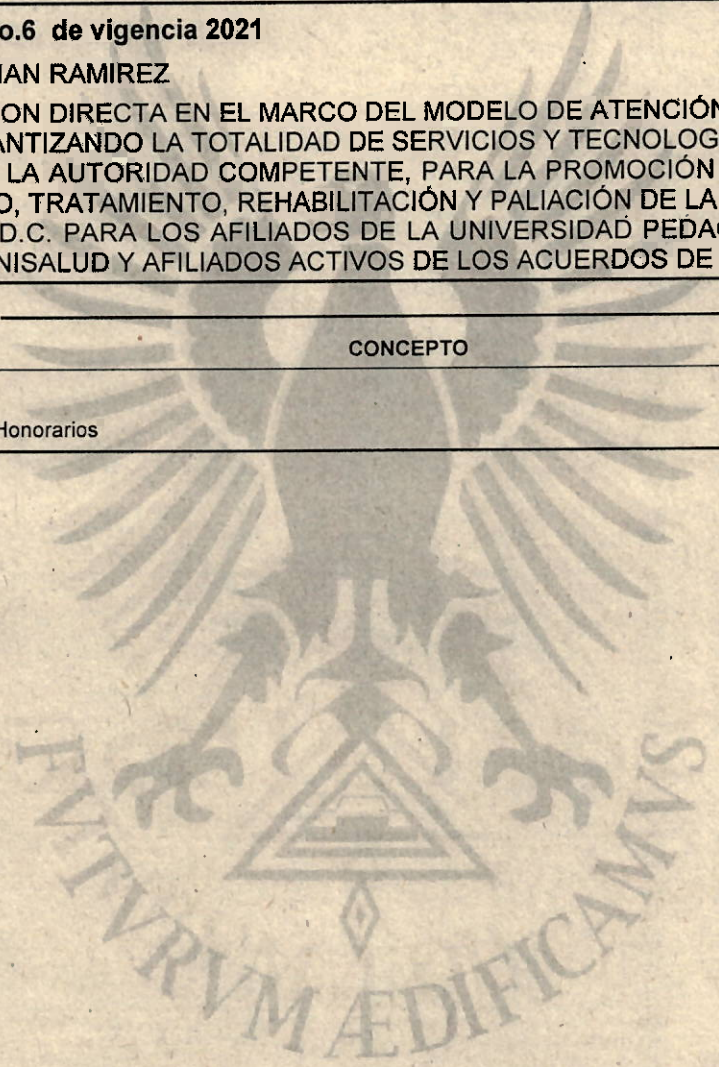 o.6 de vigencia 2021
IAN RAMIREZ
ON DIRECTA EN EL MARCO DEL MODELO DE ATENCIÓN
ANTIZANDO LA TOTALIDAD DE SERVICIOS Y TECNOLOG
LA AUTORIDAD COMPETENTE, PARA LA PROMOCIÓN
O, TRATAMIENTO, REHABILITACIÓN Y PALIACIÓN DE LA
D.C. PARA LOS AFILIADOS DE LA UNIVERSIDAD PEDA
NISALUD Y AFILIADOS ACTIVOS DE LOS ACUERDOS DE
CONCEPTO
Honorarios
FVTVRVM ÆDIFICAMVS